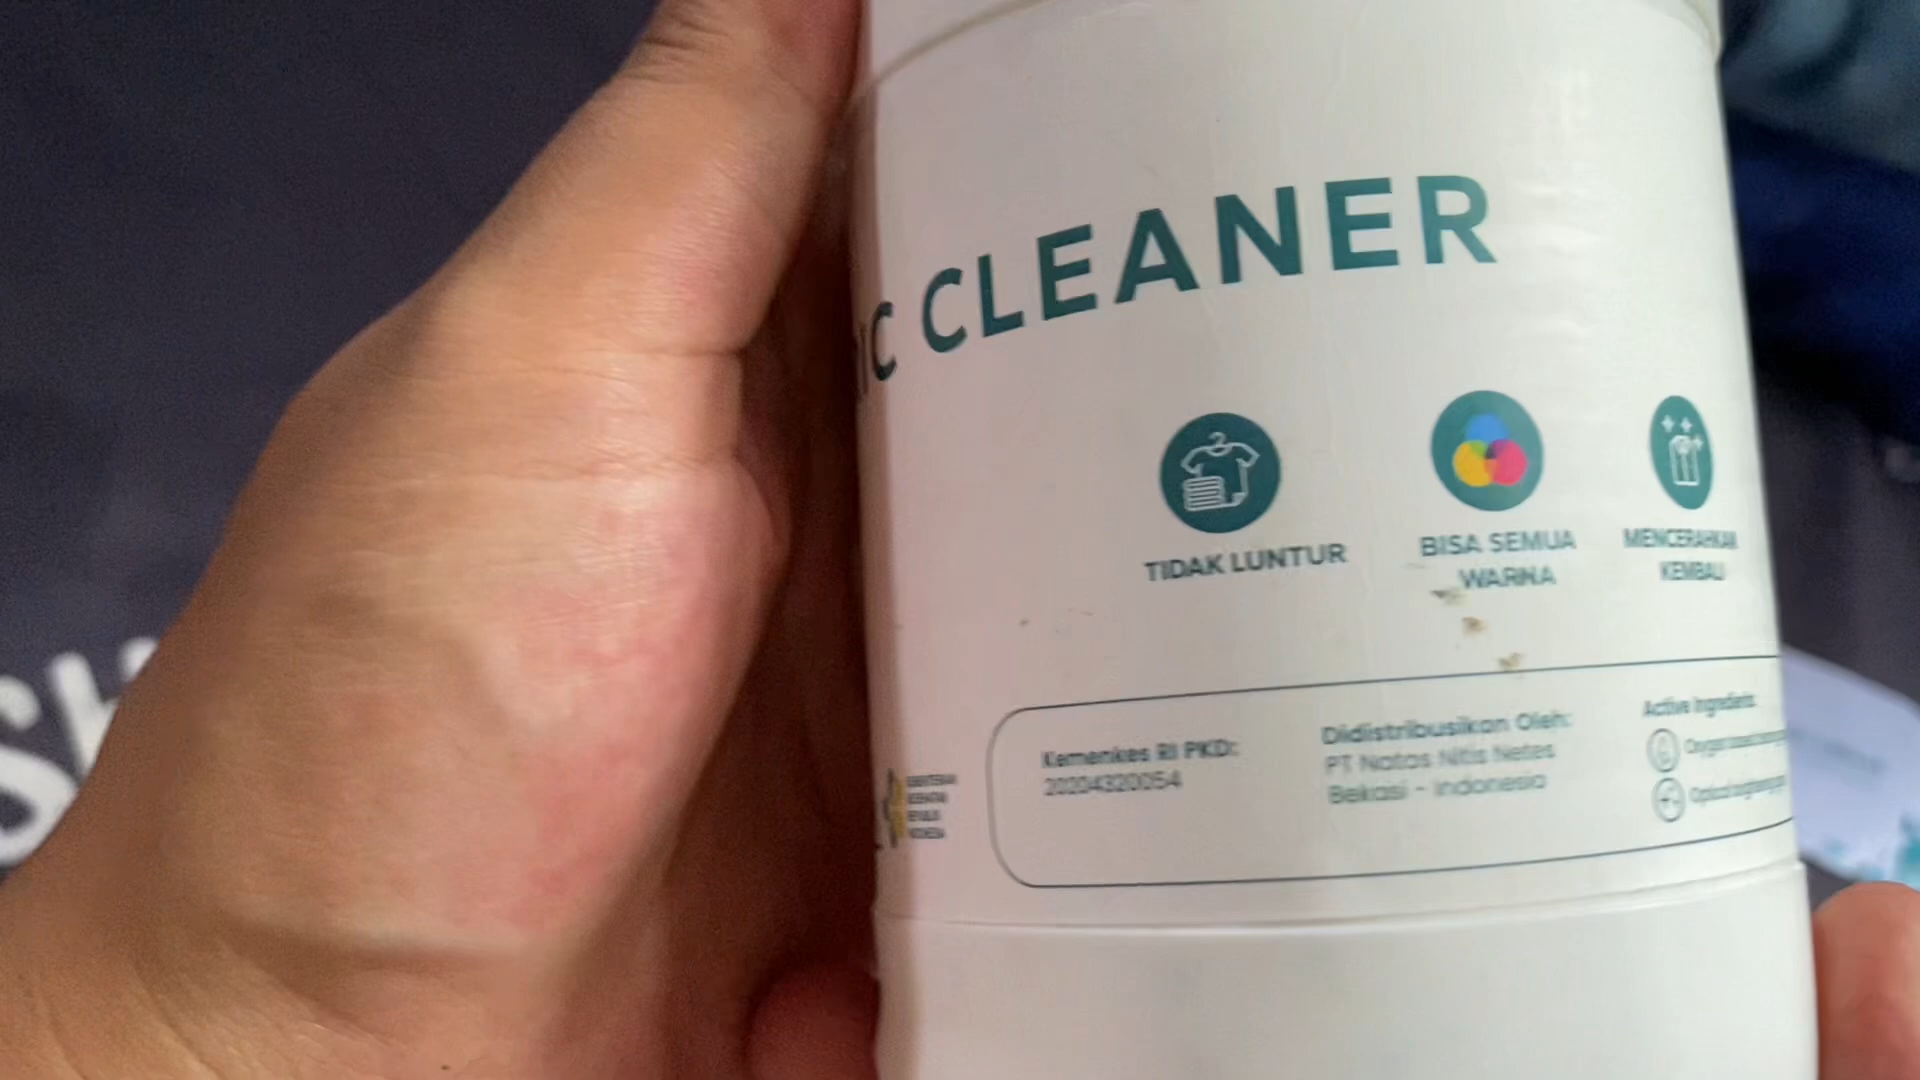 IC CLEANER
TIDAK LUNTUR
BISA SEMUA
WARNA
MENCERAHKAN
KEMBALI
Kemenkes RI PKD:
20204320054
Didistribusikan Oleh:
PT Natas Nitis Netes
Bekasi - Indonesia
Active Ingredients: